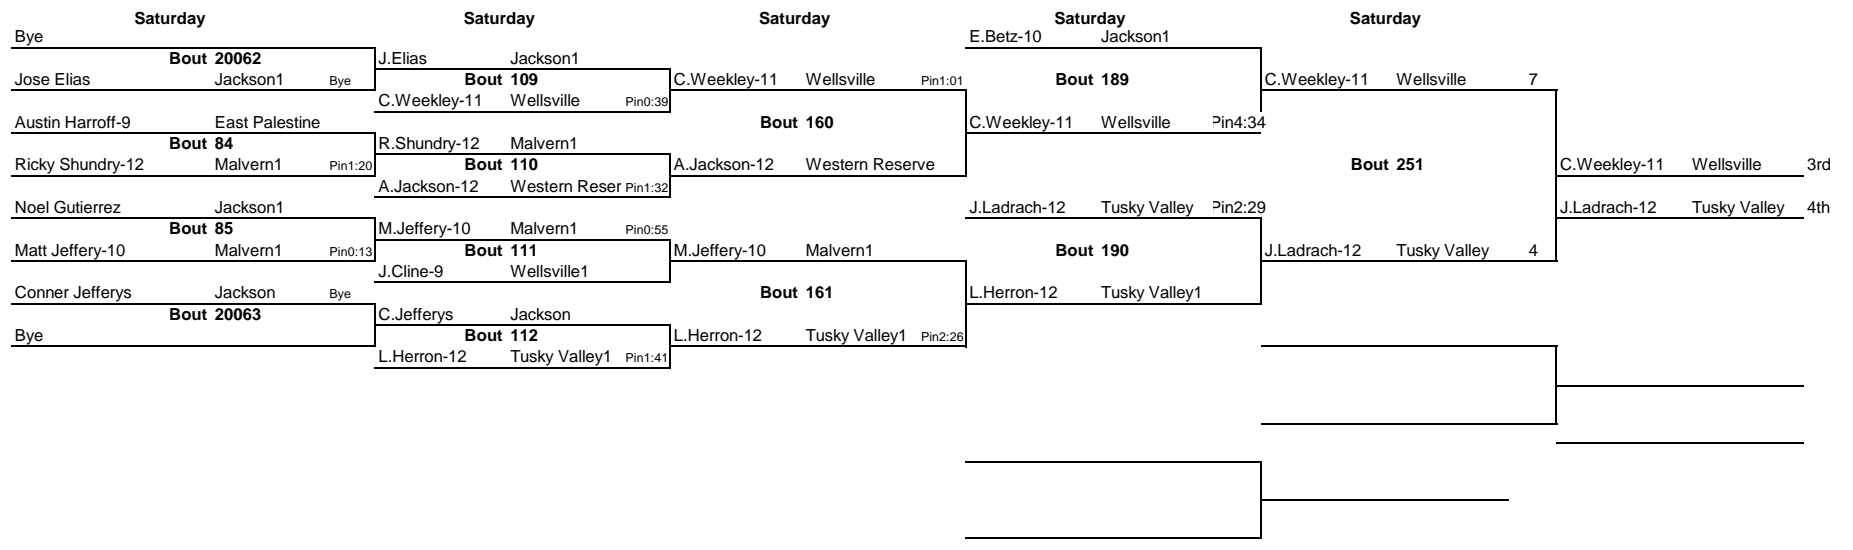 Saturday Saturday Saturday Saturday Saturday
Bye E.Betz-10 Jackson1
Bout 20062 J.Elias Jackson1
Jose Elias Jackson1 Bye Bout 109 C.Weekley-11 Wellsville Pin1:01 Bout 189 C.Weekley-11 Wellsville 7
C.Weekley-11 Wellsville Pin0:39
Austin Harroff-9 East Palestine Bout 160 C.Weekley-11 Wellsville Pin4:34
Bout 84 R.Shundry-12 Malvern1
Ricky Shundry-12 Malvern1 Pin1:20 Bout 110 A.Jackson-12 Western Reserve Bout 251 C.Weekley-11 Wellsville 3rd
A.Jackson-12 Western Reser Pin1:32
Noel Gutierrez Jackson1 J.Ladrach-12 Tusky Valley Pin2:29 J.Ladrach-12 Tusky Valley 4th
Bout 85 M.Jeffery-10 Malvern1 Pin0:55
Matt Jeffery-10 Malvern1 Pin0:13 Bout 111 M.Jeffery-10 Malvern1 Bout 190 J.Ladrach-12 Tusky Valley 4
J.Cline-9 Wellsville1
Conner Jefferys Jackson Bye Bout 161 L.Herron-12 Tusky Valley1
Bout 20063 C.Jefferys Jackson
Bye Bout 112 L.Herron-12 Tusky Valley1 Pin2:26
L.Herron-12 Tusky Valley1 Pin1:41